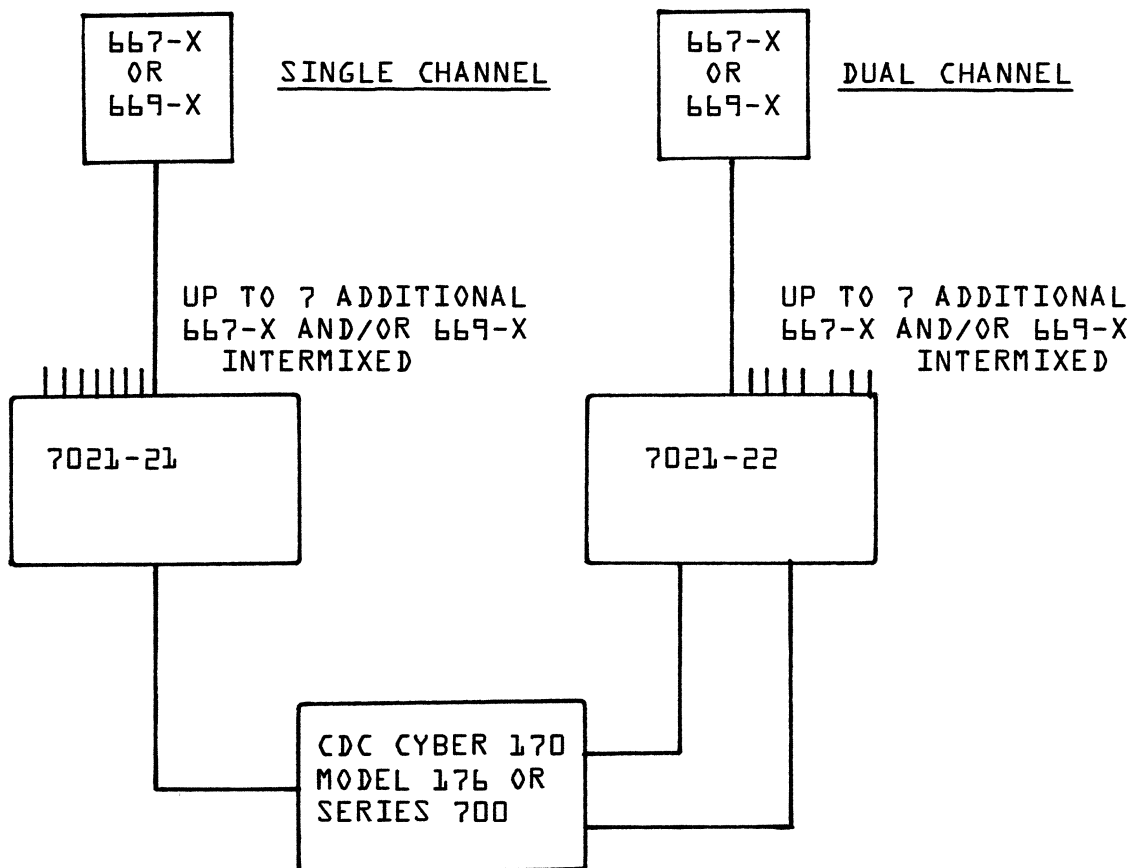 667-X
OR
669-X
SINGLE CHANNEL
667-X
OR
669-X
DUAL CHANNEL
UP TO 7 ADDITIONAL
667-X AND/OR 669-X
INTERMIXED
UP TO 7 ADDITIONAL
667-X AND/OR 669-X
INTERMIXED
7021-21
7021-22
CDC CYBER 170
MODEL 176 OR
SERIES 700